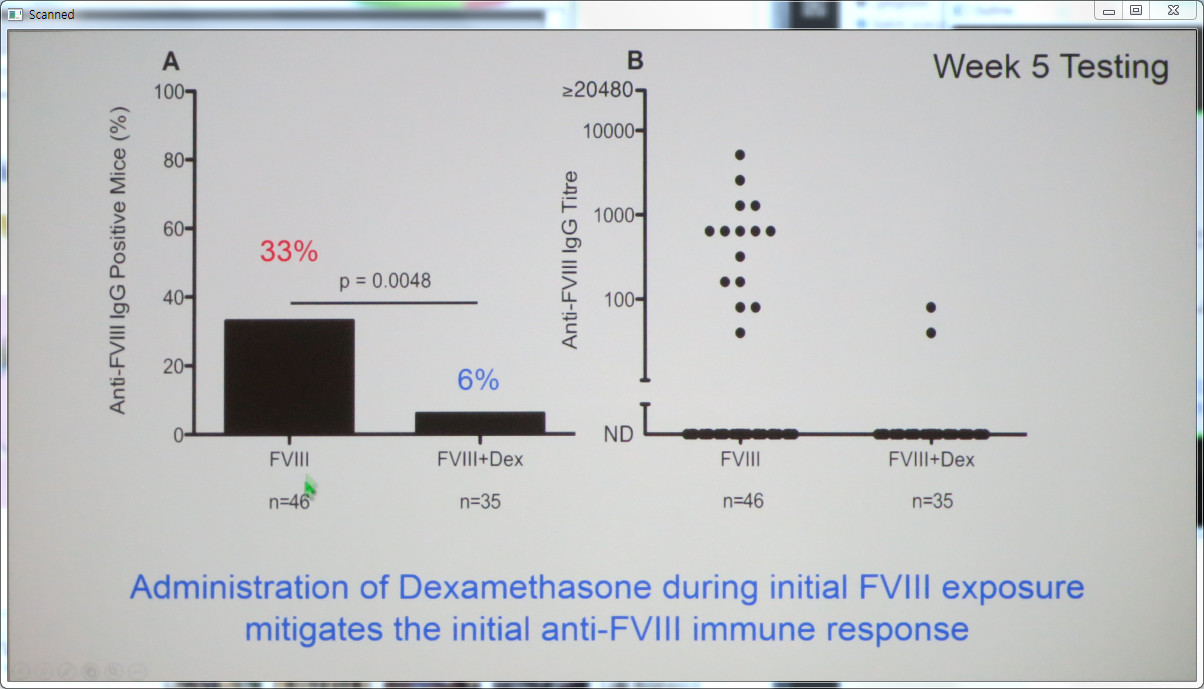 Scanned
Week 5 Testing
A
Anti-FVIII IgG Positive Mice (%)
100
80
60
40
20
0
33%
p = 0.0048
6%
FVIII
FVIII+Dex
n=46
n=35
B
Anti-FVIII IgG Titre
≥20480
10000
1000
100
ND
FVIII
FVIII+Dex
n=46
n=35
Administration of Dexamethasone during initial FVIII exposure
mitigates the initial anti-FVIII immune response